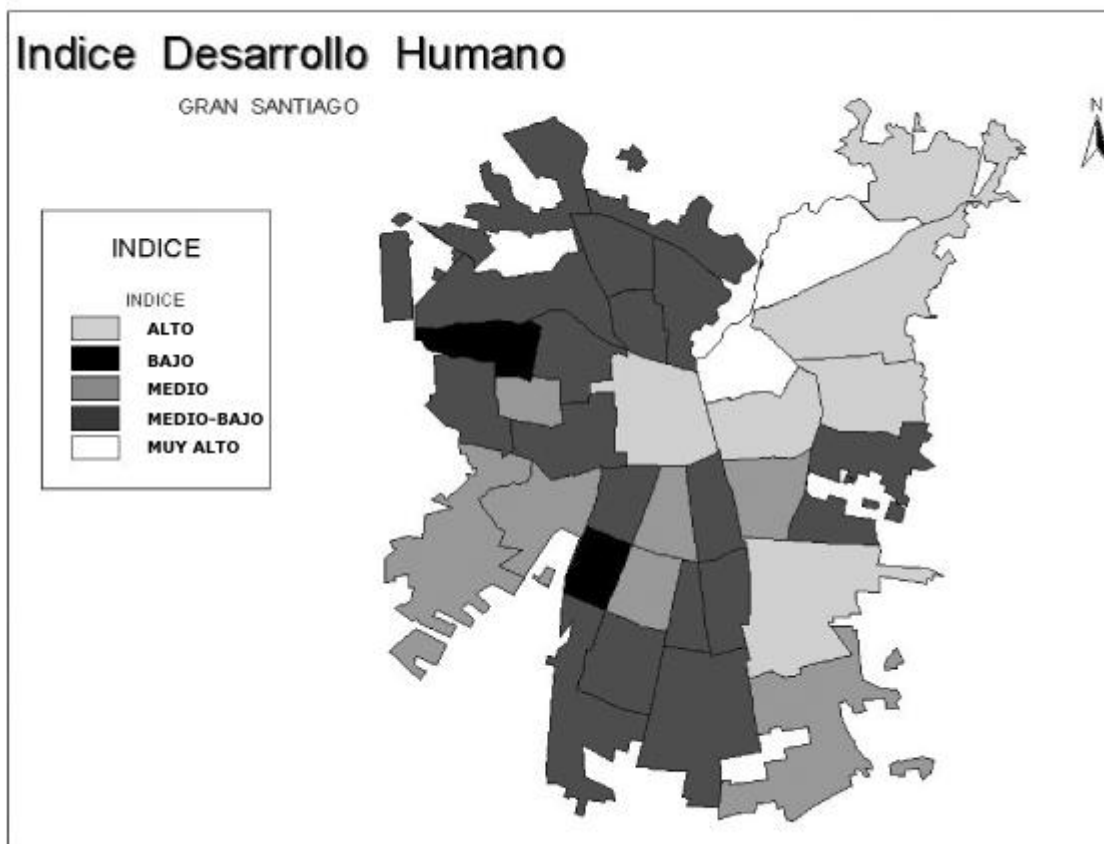 Indice Desarrollo Humano
GRAN SANTIAGO
N
INDICE
INDICE
ALTO
BAJO
MEDIO
MEDIO-BAJO
MUY ALTO